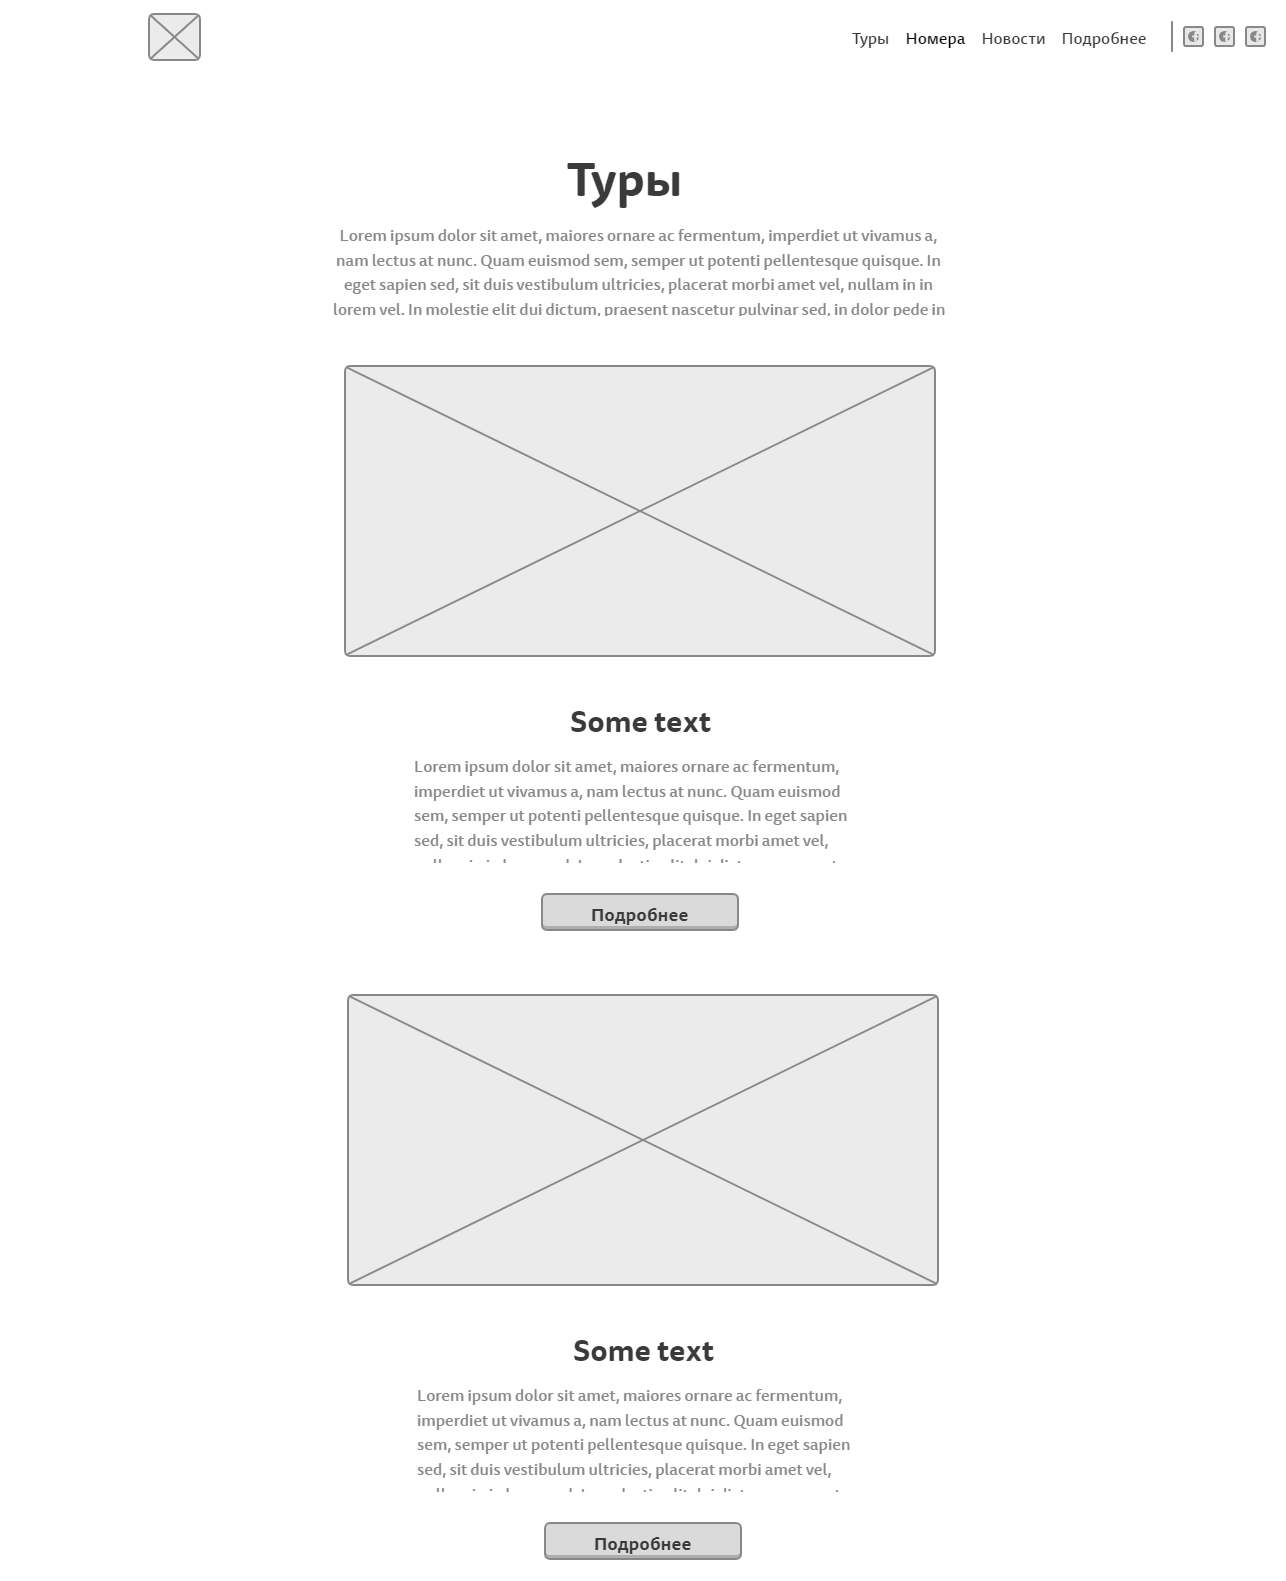 Туры Номера Новости Подробнее
Туры
Lorem ipsum dolor sit amet, maiores ornare ac fermentum, imperdiet ut vivamus a,
nam lectus at nunc. Quam euismod sem, semper ut potenti pellentesque quisque. In
eget sapien sed, sit duis vestibulum ultricies, placerat morbi amet vel, nullam in in
lorem vel. In molestie elit dui dictum, praesent nascetur pulvinar sed, in dolor pede in
Some text
Lorem ipsum dolor sit amet, maiores ornare ac fermentum,
imperdiet ut vivamus a, nam lectus at nunc. Quam euismod
sem, semper ut potenti pellentesque quisque. In eget sapien
sed, sit duis vestibulum ultricies, placerat morbi amet vel,
Подробнее
Some text
Lorem ipsum dolor sit amet, maiores ornare ac fermentum,
imperdiet ut vivamus a, nam lectus at nunc. Quam euismod
sem, semper ut potenti pellentesque quisque. In eget sapien
sed, sit duis vestibulum ultricies, placerat morbi amet vel,
Подробнее